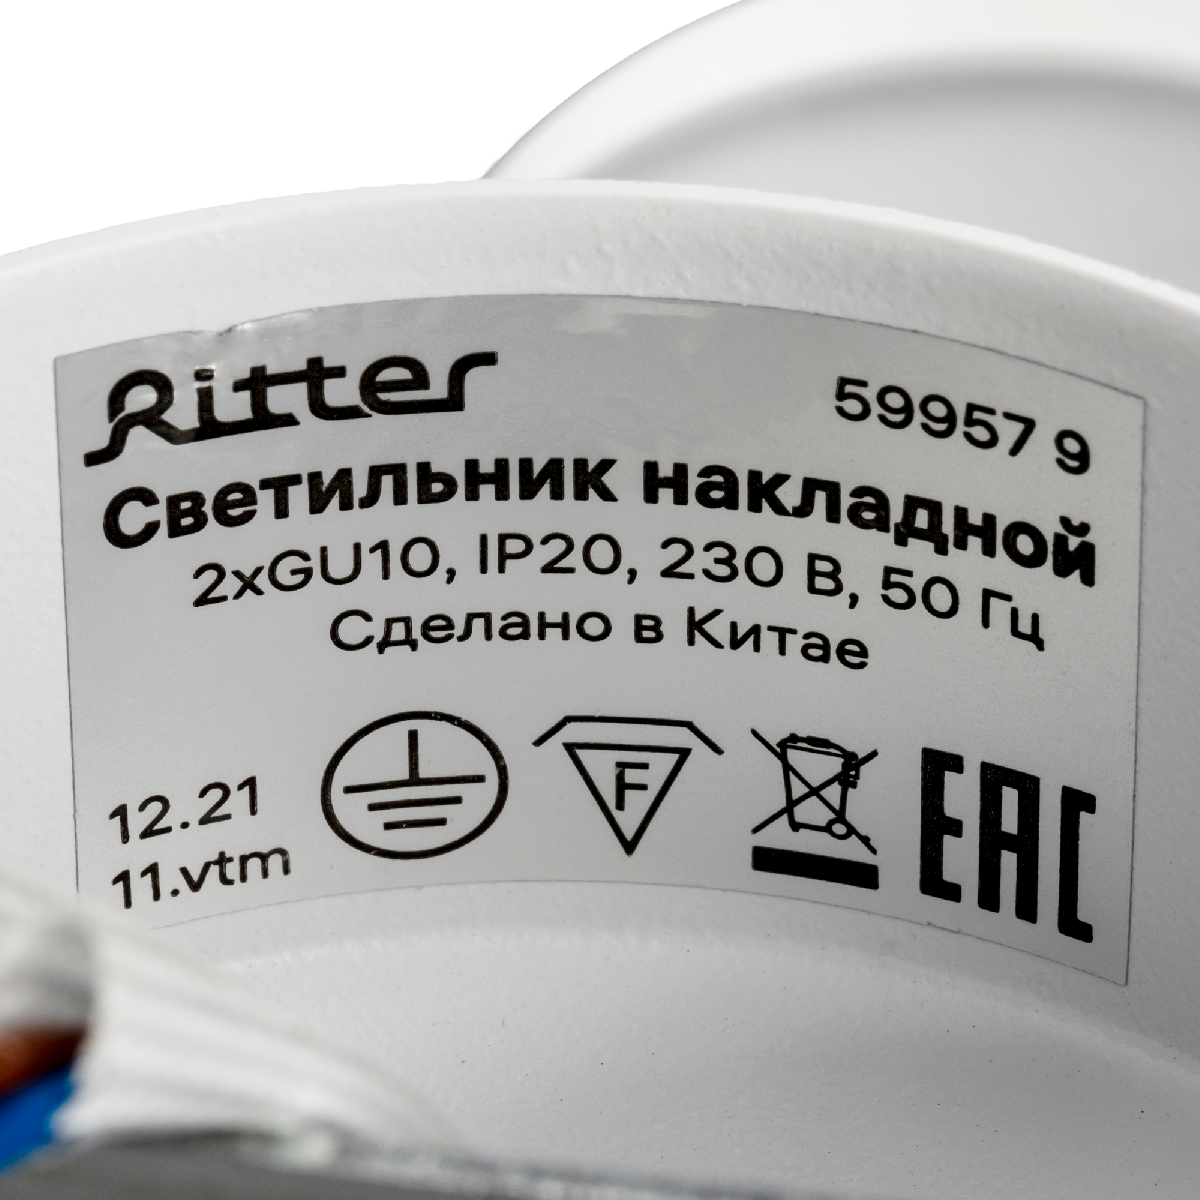 Ritter
59957 9
Светильник накладной
2xGU10, IP20, 230 В, 50 Гц
Сделано в Китае
12.21
11.vtm
F
EAC